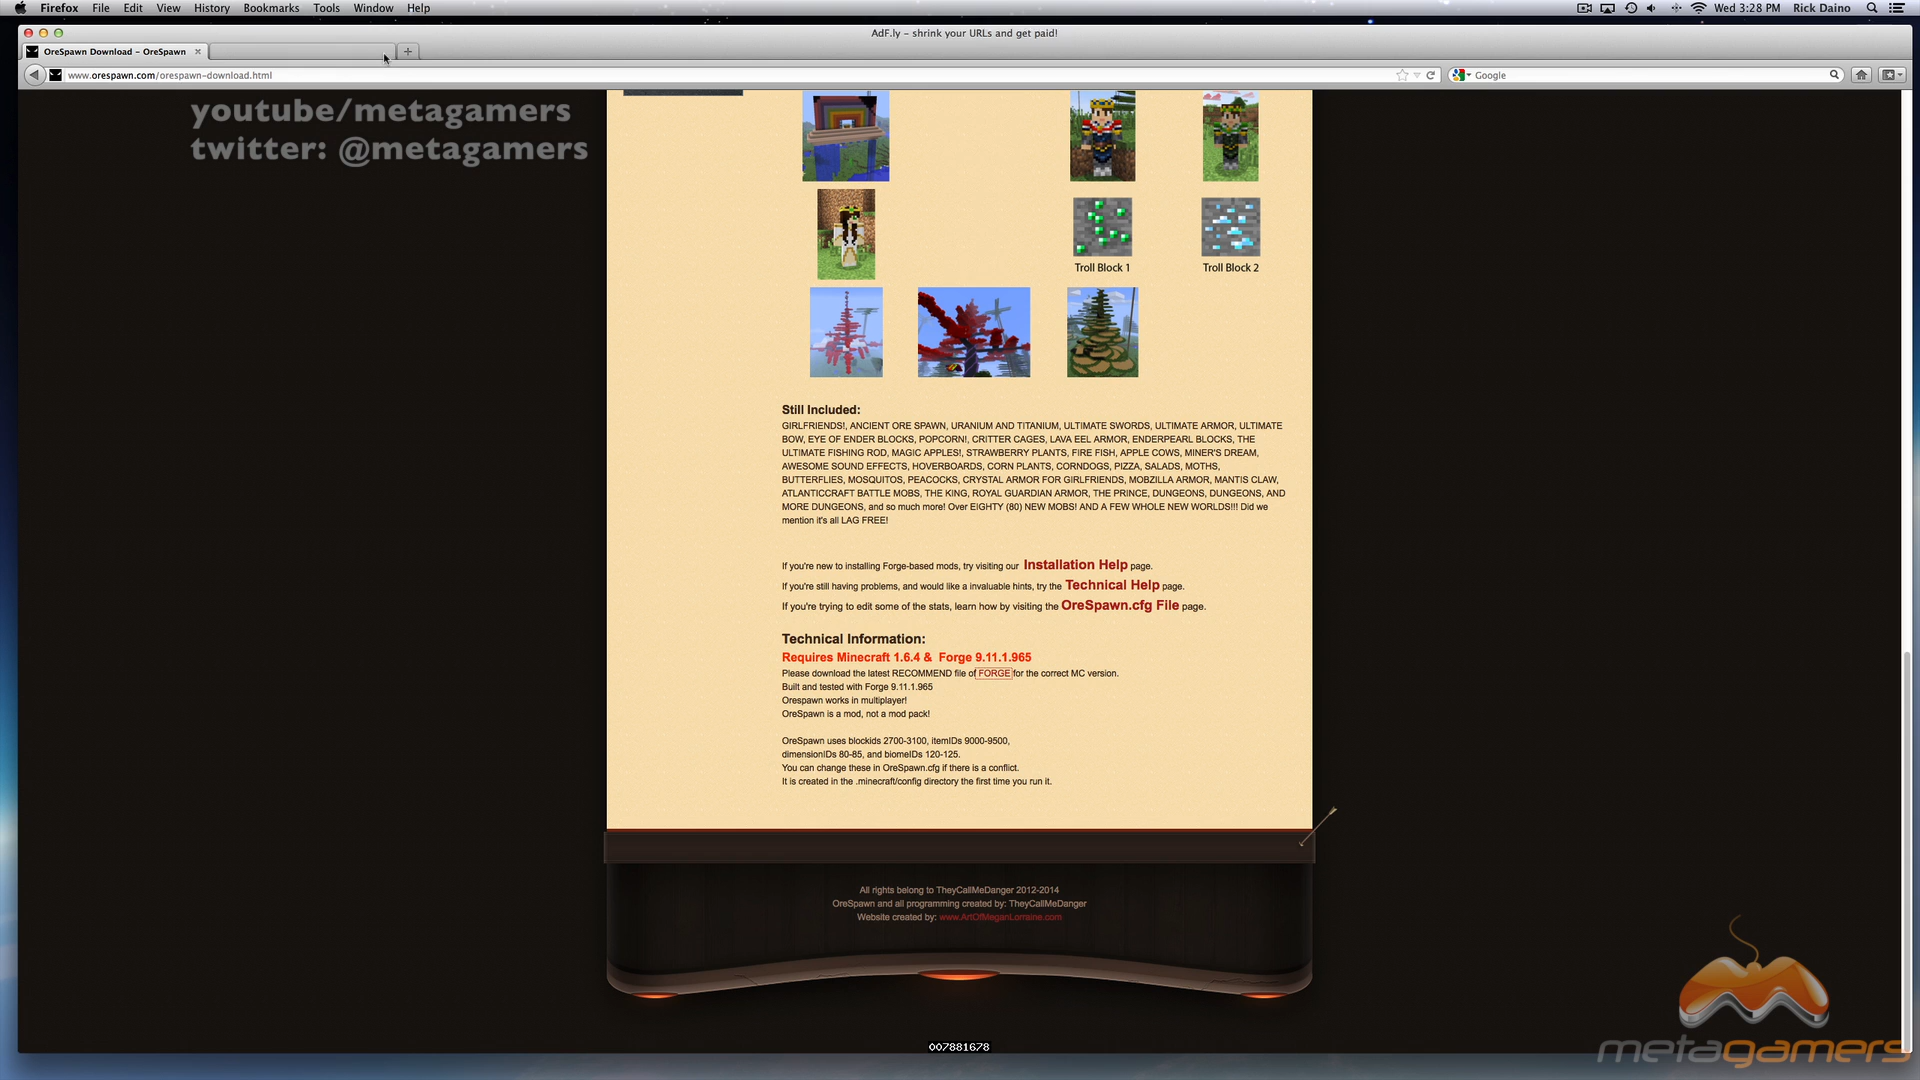 Firefox File Edit View History Bookmarks Tools Window Help
Wed 3:28 PM Rick Daino
AdF.ly – shrink your URLs and get paid!
OreSpawn Download – OreSpawn
www.orespawn.com/orespawn-download.html
Google
youtube/metagamers
twitter: @metagamers
Troll Block 1
Troll Block 2
Still Included:
GIRLFRIENDS!, ANCIENT ORE SPAWN, URANIUM AND TITANIUM, ULTIMATE SWORDS, ULTIMATE ARMOR, ULTIMATE
BOW, EYE OF ENDER BLOCKS, POPCORN!, CRITTER CAGES, LAVA EEL ARMOR, ENDERPEARL BLOCKS, THE
ULTIMATE FISHING ROD, MAGIC APPLES!, STRAWBERRY PLANTS, FIRE FISH, APPLE COWS, MINER'S DREAM,
AWESOME SOUND EFFECTS, HOVERBOARDS, CORN PLANTS, CORNDOGS, PIZZA, SALADS, MOTHS,
BUTTERFLIES, MOSQUITOS, PEACOCKS, CRYSTAL ARMOR FOR GIRLFRIENDS, MOBZILLA ARMOR, MANTIS CLAW,
ATLANTICCRAFT BATTLE MOBS, THE KING, ROYAL GUARDIAN ARMOR, THE PRINCE, DUNGEONS, DUNGEONS, AND
MORE DUNGEONS, and so much more! Over EIGHTY (80) NEW MOBS! AND A FEW WHOLE NEW WORLDS!!! Did we
mention it's all LAG FREE!
If you're new to installing Forge-based mods, try visiting our Installation Help page.
If you're still having problems, and would like a invaluable hints, try the Technical Help page.
If you're trying to edit some of the stats, learn how by visiting the OreSpawn.cfg File page.
Technical Information:
Requires Minecraft 1.6.4 & Forge 9.11.1.965
Please download the latest RECOMMEND file of FORGE for the correct MC version.
Built and tested with Forge 9.11.1.965
Orespawn works in multiplayer!
OreSpawn is a mod, not a mod pack!
OreSpawn uses blockids 2700-3100, itemIDs 9000-9500,
dimensionIDs 80-85, and biomeIDs 120-125.
You can change these in OreSpawn.cfg if there is a conflict.
It is created in the .minecraft/config directory the first time you run it.
All rights belong to TheyCallMeDanger 2012-2014
OreSpawn and all programming created by: TheyCallMeDanger
Website created by: www.ArtOfMeganLorraine.com
007881678
metagamers